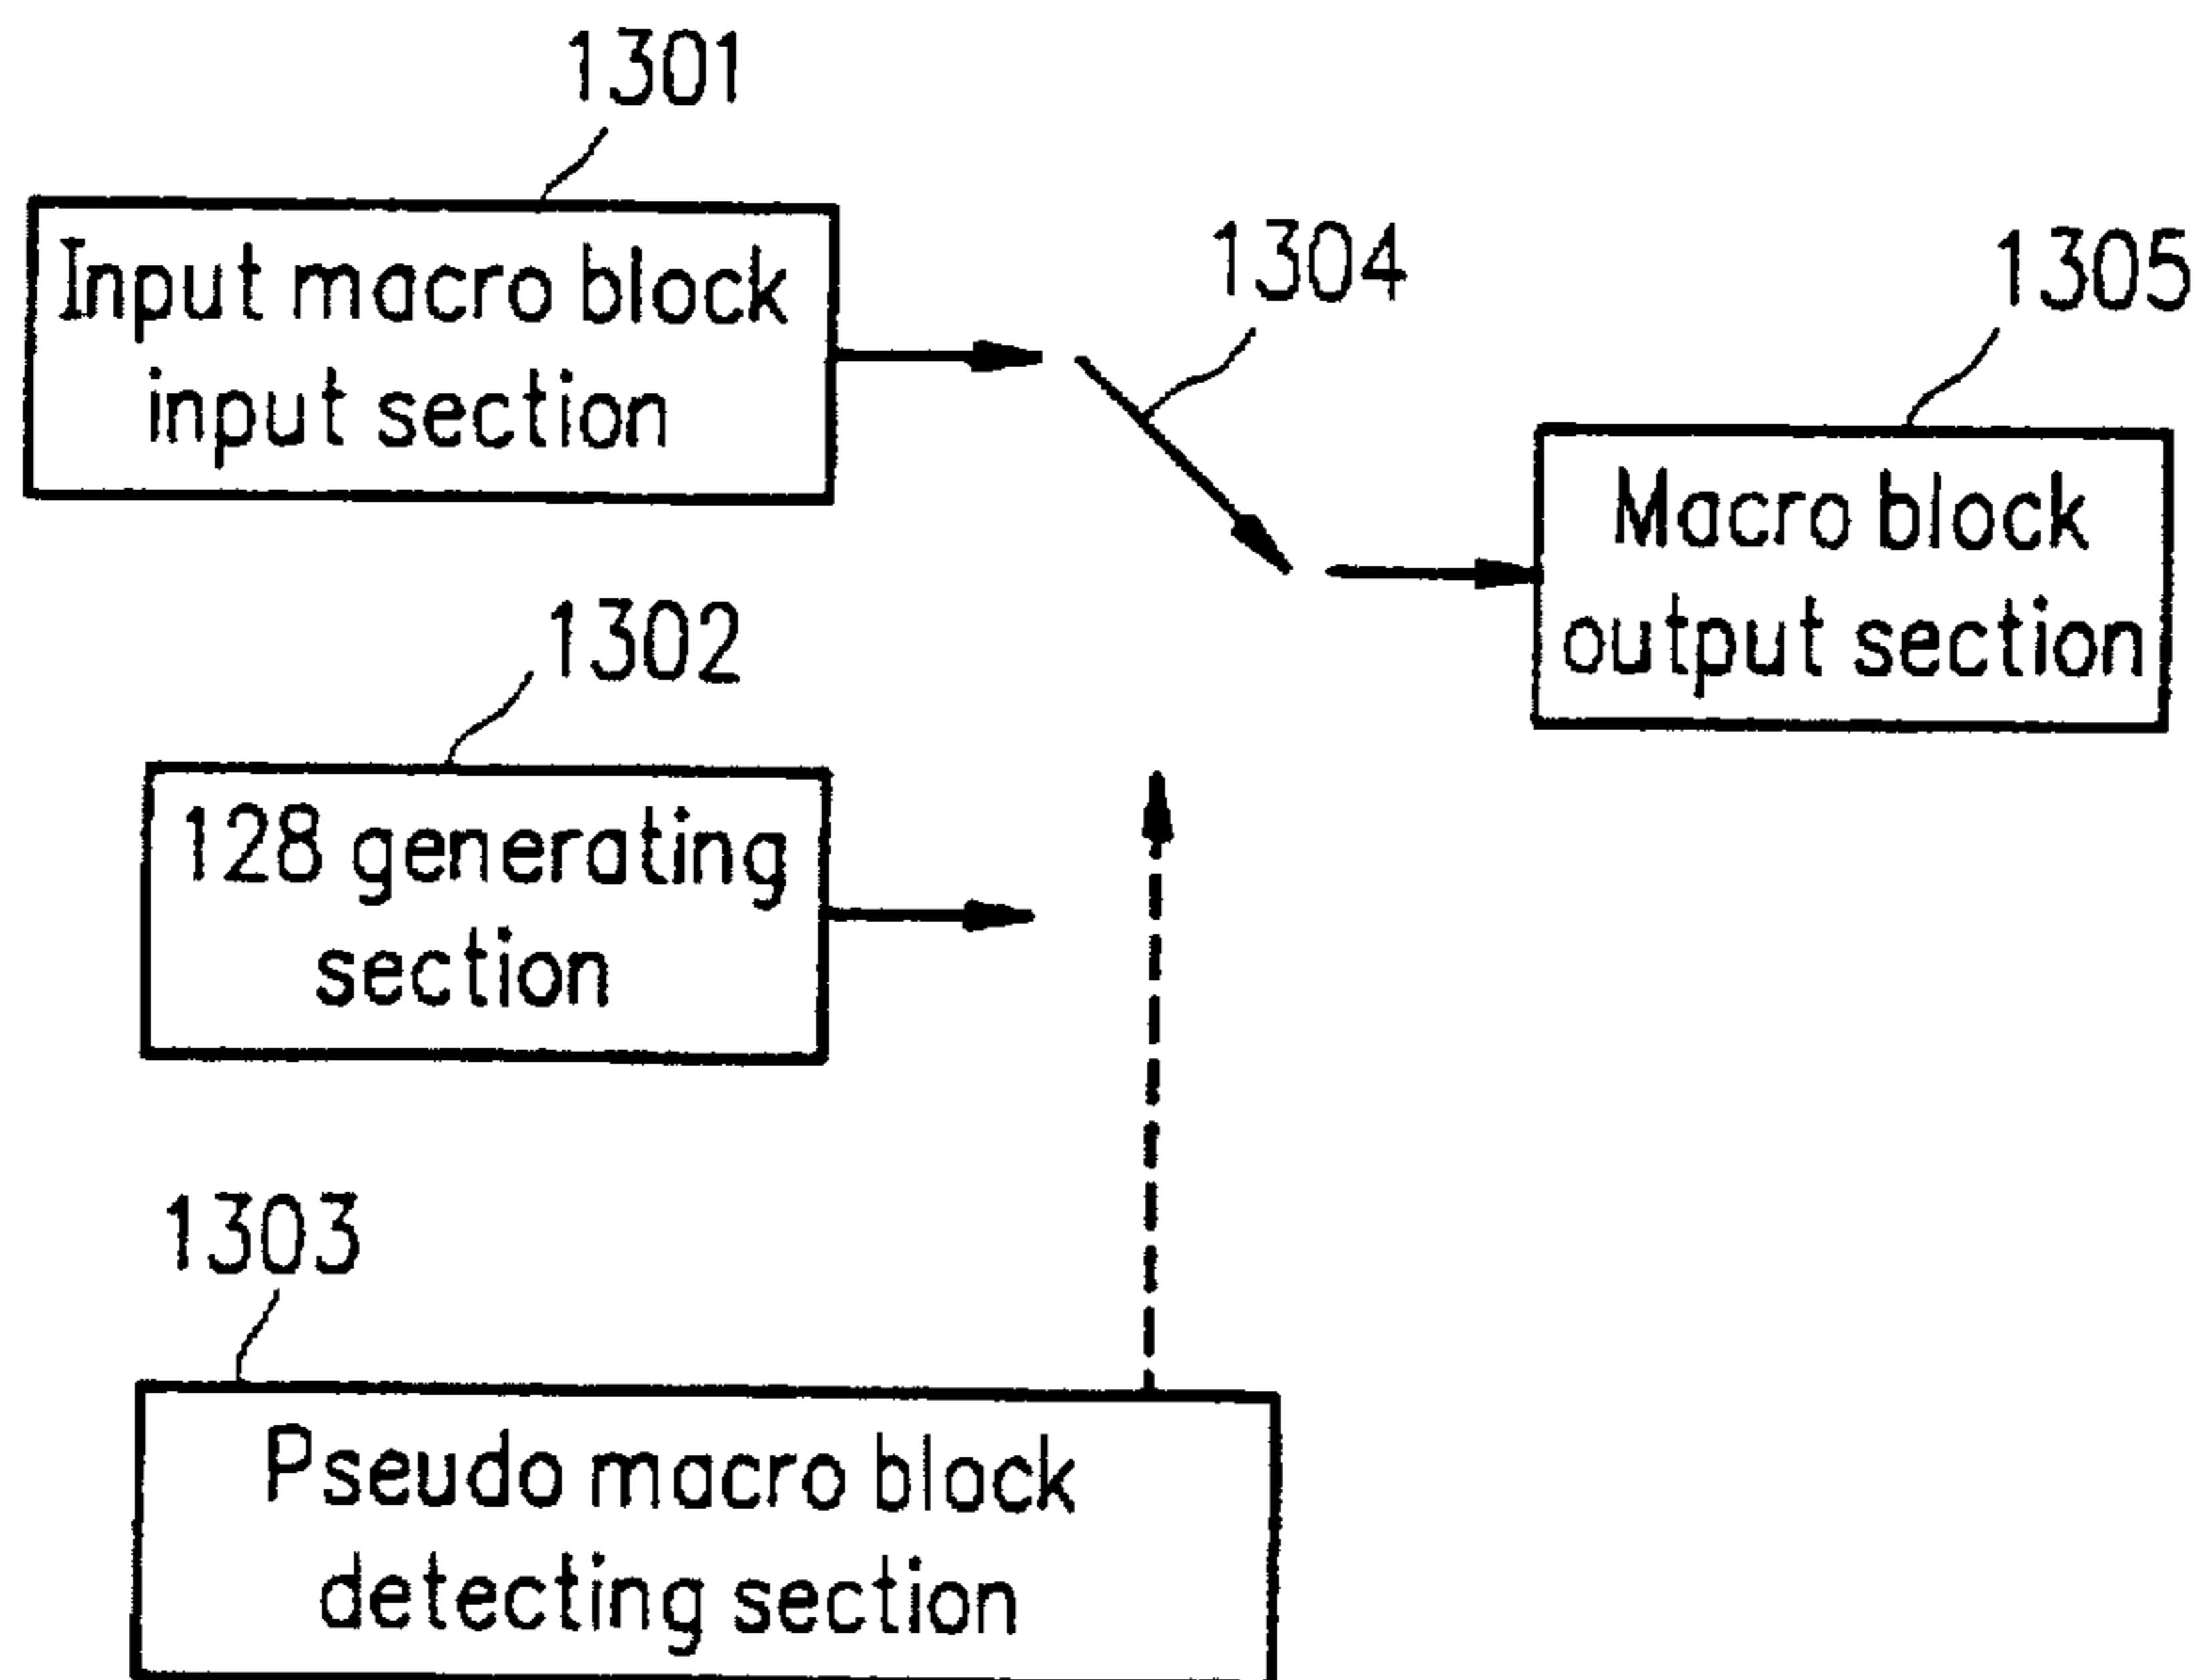 1301
Input macro block
input section
1304
1305
Macro block
output section
1302
128 generating
section
1303
Pseudo macro block
detecting section